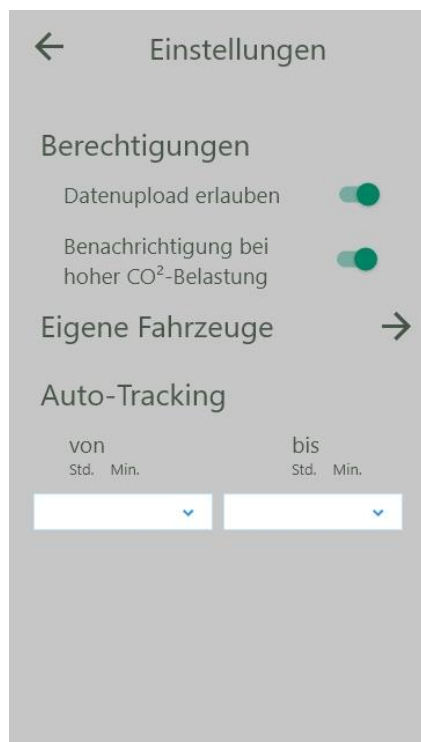 Einstellungen
Berechtigungen
Datenupload erlauben
Benachrichtigung bei
hoher CO²-Belastung
Eigene Fahrzeuge
Auto-Tracking
von bis
Std. Min. Std. Min.